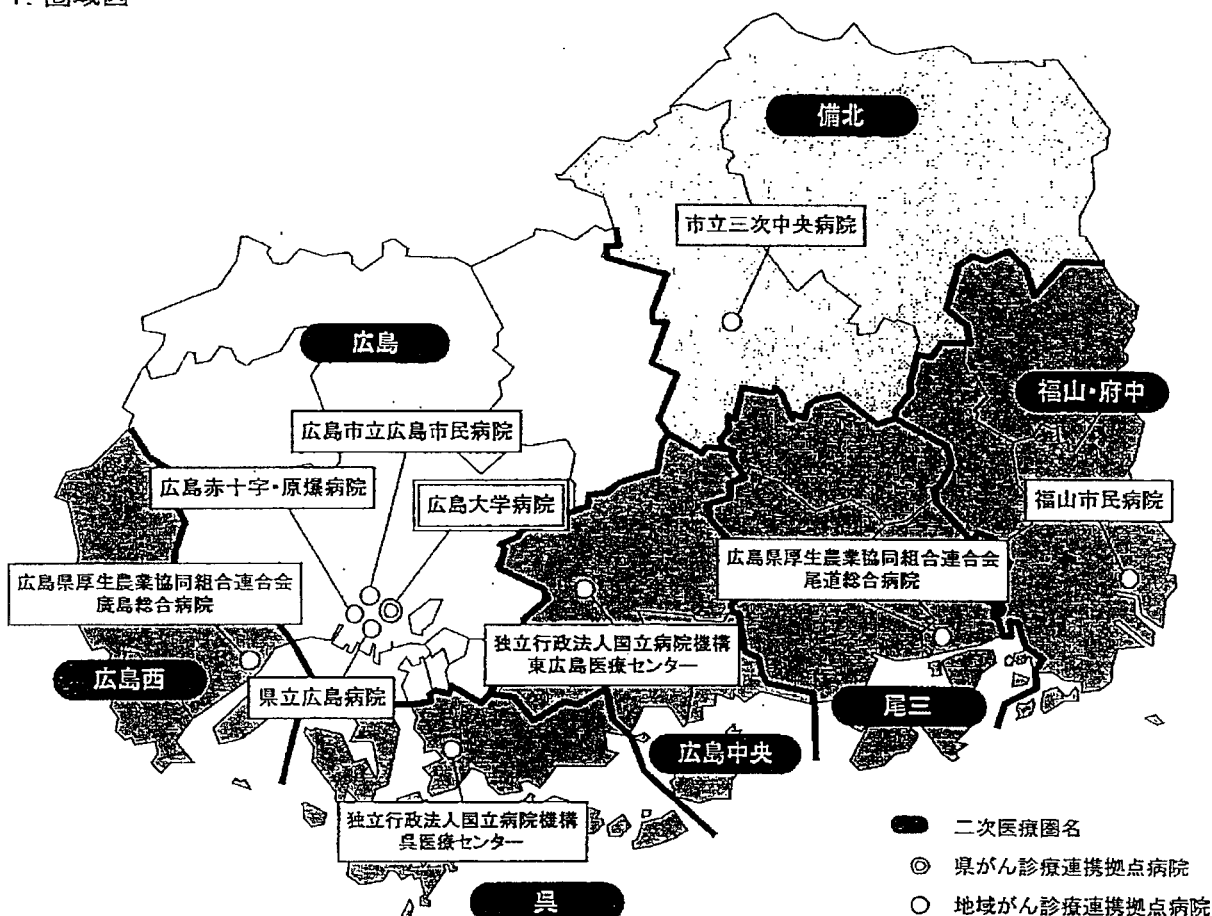 備北
市立三次中央病院
広島
福山・府中
広島市立広島市民病院
広島赤十字・原爆病院
広島大学病院
福山市民病院
広島県厚生農業協同組合連合会
尾道総合病院
広島県厚生農業協同組合連合会
廣島総合病院
独立行政法人国立病院機構
東広島医療センター
広島西
県立広島病院
尾三
広島中央
独立行政法人国立病院機構
呉医療センター
呉
二次医療圏名
県がん診療連携拠点病院
地域がん診療連携拠点病院